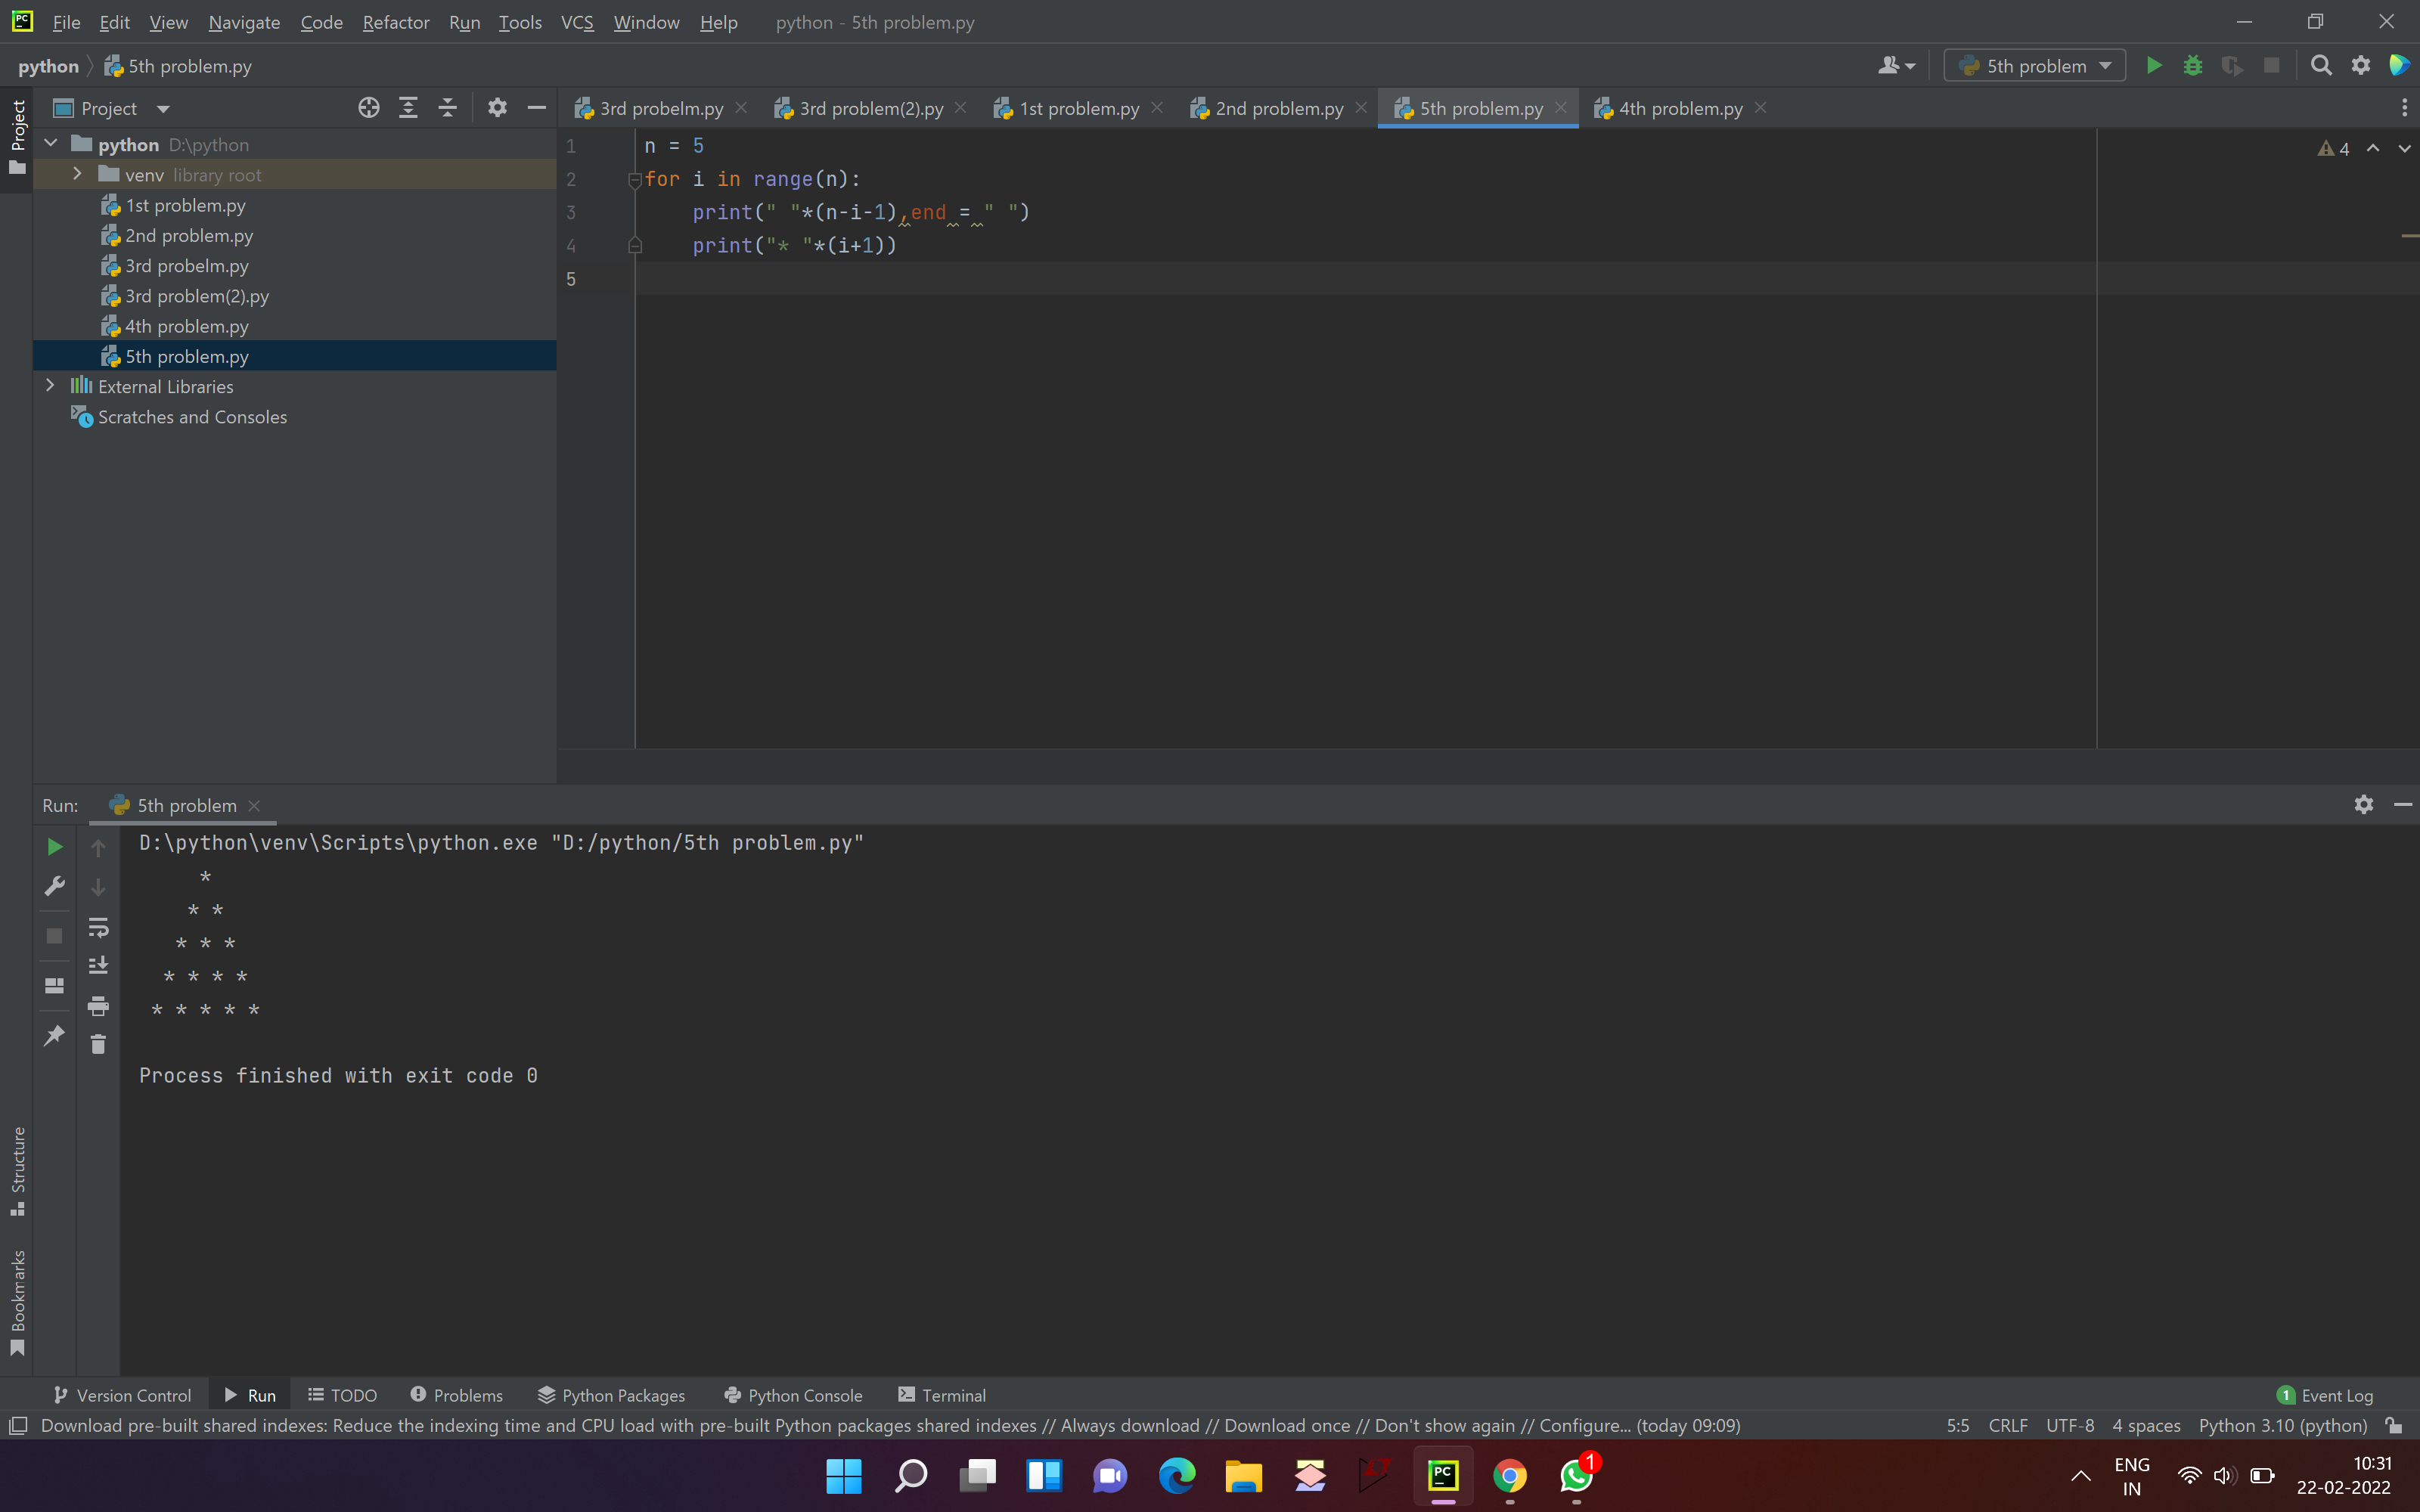 PC File Edit View Navigate Code Refactor Run Tools VCS Window Help python - 5th problem.py
python 5th problem.py 5th problem
Project 3rd probelm.py 3rd problem(2).py 1st problem.py 2nd problem.py 5th problem.py 4th problem.py
Project
python D:\python
venv library root
1st problem.py
2nd problem.py
3rd probelm.py
3rd problem(2).py
4th problem.py
5th problem.py
External Libraries
Scratches and Consoles
1 n = 5
2 for i in range(n):
3 print(" "*(n-i-1),end = " ")
4 print("* "*(i+1))
5
4
Run: 5th problem
D:\python\venv\Scripts\python.exe "D:/python/5th problem.py"
*
* *
* * *
* * * *
* * * * *
Process finished with exit code 0
Structure
Bookmarks
Version Control Run TODO Problems Python Packages Python Console Terminal 1 Event Log
Download pre-built shared indexes: Reduce the indexing time and CPU load with pre-built Python packages shared indexes // Always download // Download once // Don't show again // Configure... (today 09:09) 5:5 CRLF UTF-8 4 spaces Python 3.10 (python)
PC 1 ENG 10:31
IN 22-02-2022